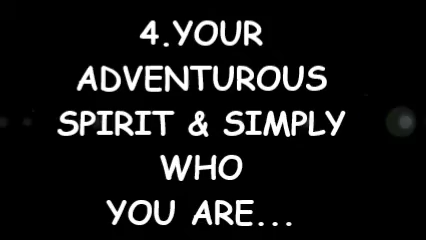 4.YOUR
ADVENTUROUS
SPIRIT & SIMPLY
WHO
YOU ARE...